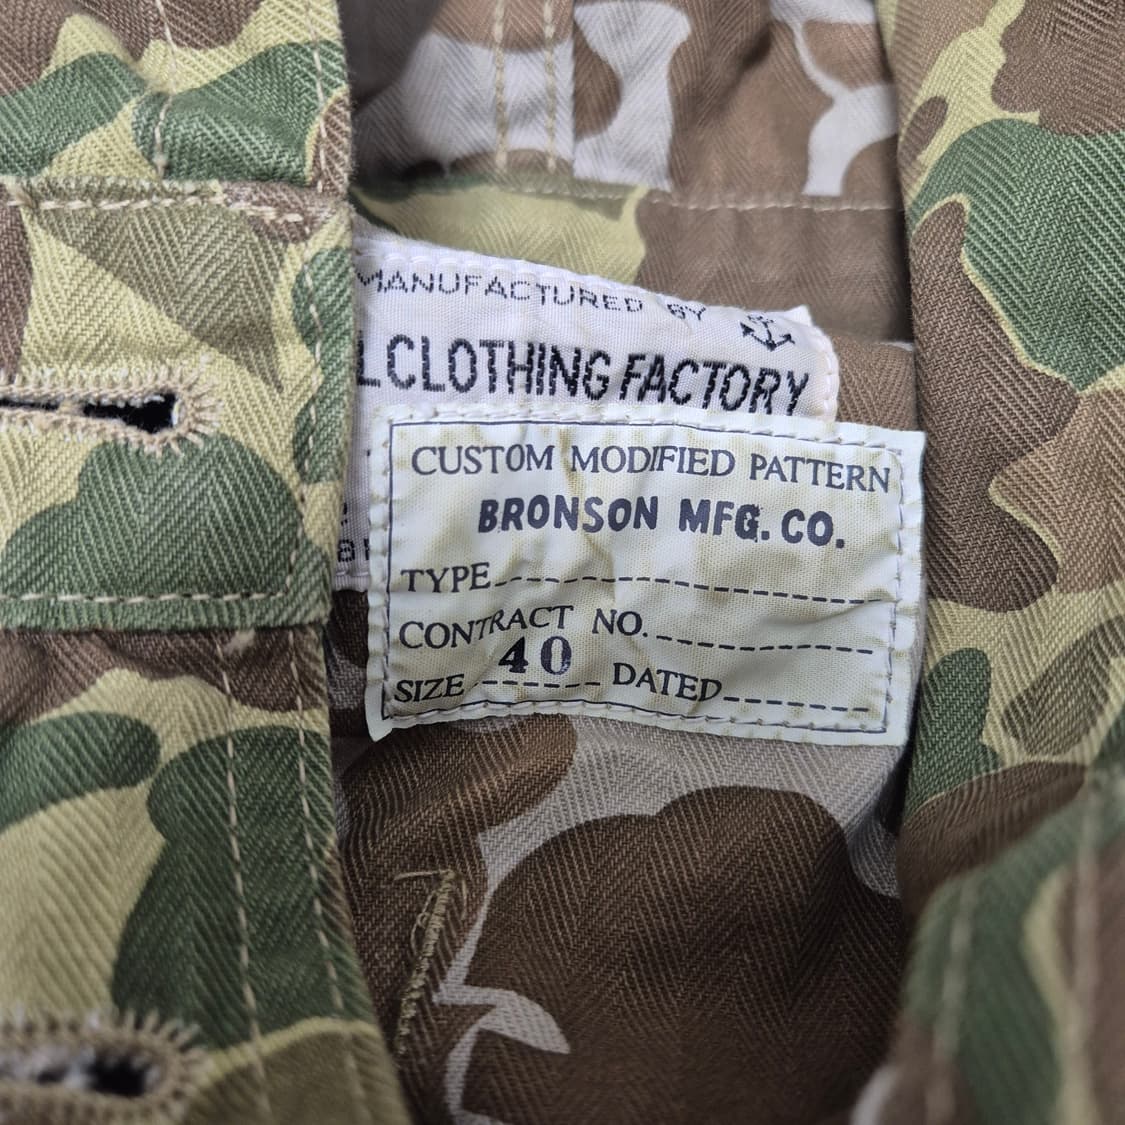 MANUFACTURED BY
CLOTHING FACTORY
CUSTOM MODIFIED PATTERN
BRONSON MFG. CO.
TYPE
CONTRACT NO.
40
SIZE DATED